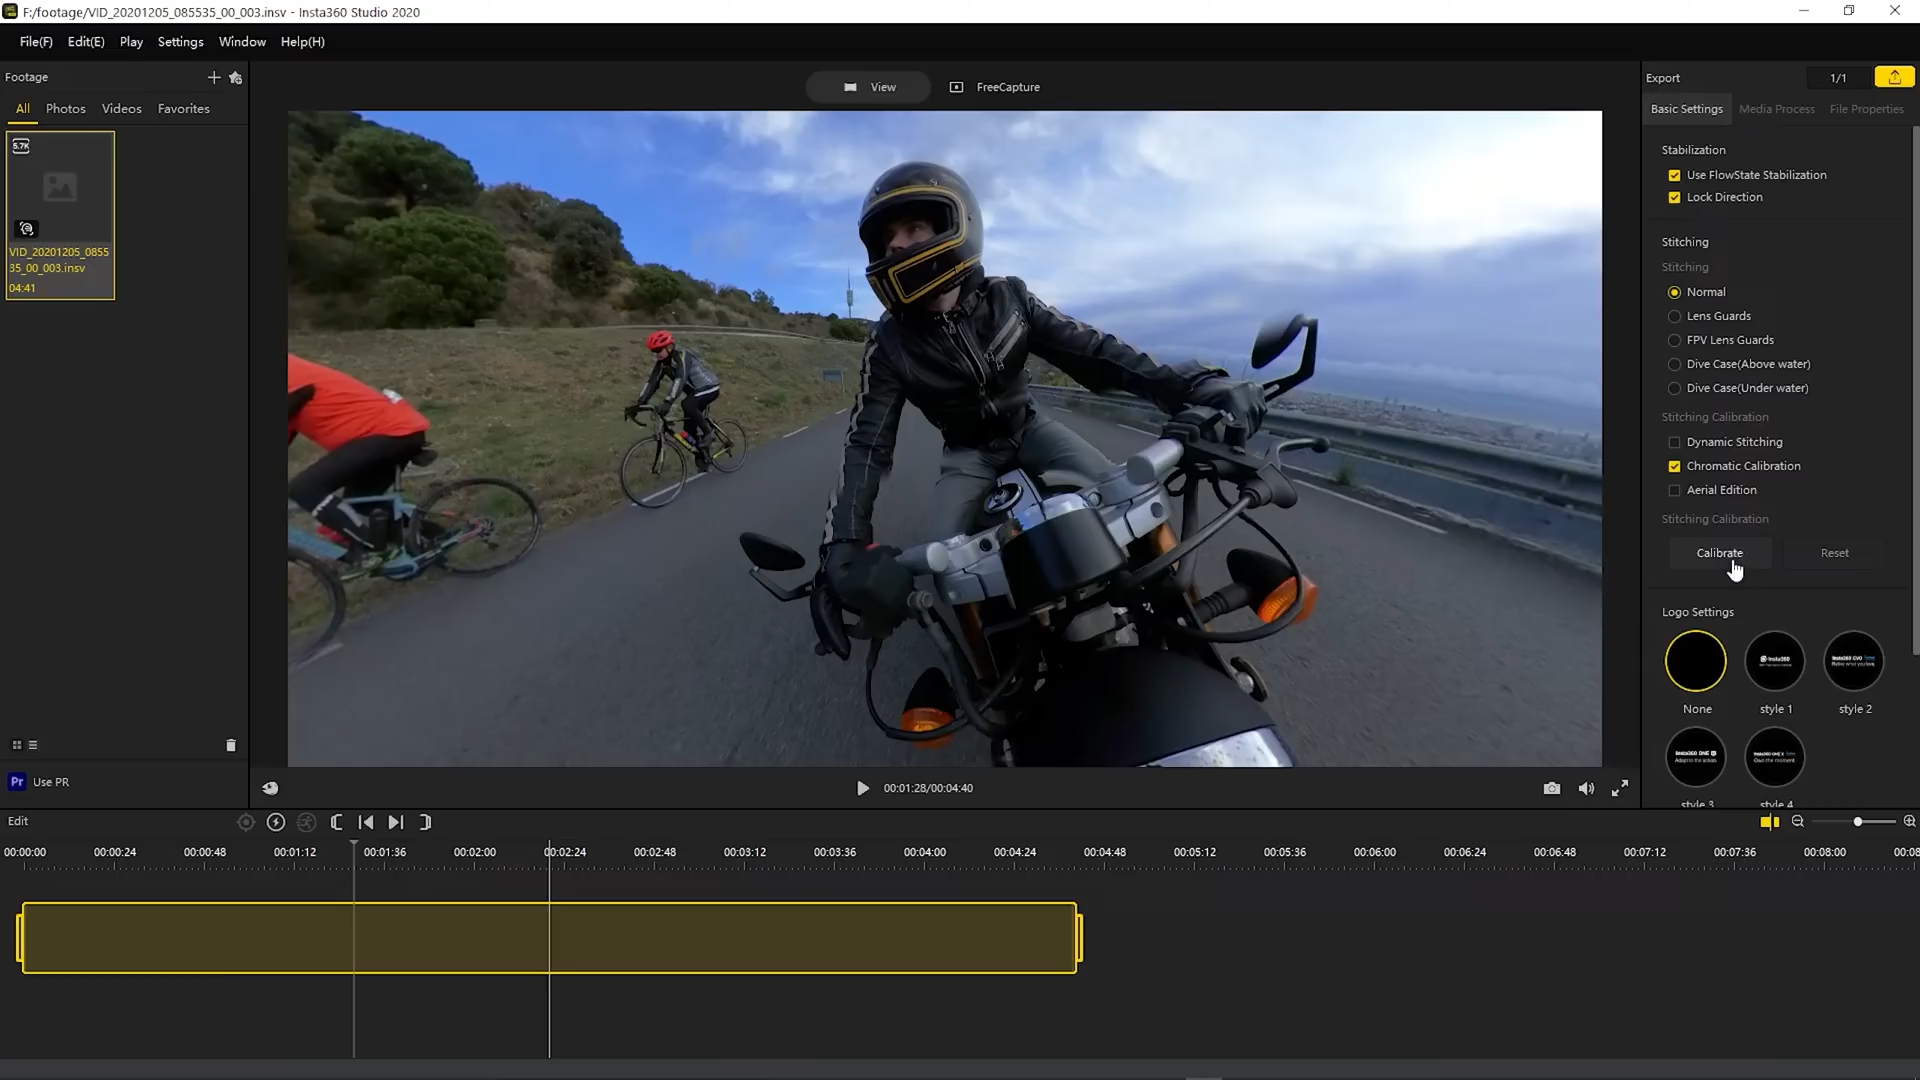 F:/footage/VID_20201205_085535_00_003.insv - Insta360 Studio 2020
File(F) Edit(E) Play Settings Window Help(H)
Footage
All Photos Videos Favorites
5.7K
VID_20201205_0855
35_00_003.insv
04:41
Pr Use PR
View FreeCapture
00:01:28/00:04:40
Export 1/1
Basic Settings Media Process File Properties
Stabilization
Use FlowState Stabilization
Lock Direction
Stitching
Stitching
Normal
Lens Guards
FPV Lens Guards
Dive Case(Above water)
Dive Case(Under water)
Stitching Calibration
Dynamic Stitching
Chromatic Calibration
Aerial Edition
Stitching Calibration
Calibrate Reset
Logo Settings
Insta360
None style 1 style 2
style 3 style 4
Edit
00:00:00 00:00:24 00:00:48 00:01:12 00:01:36 00:02:00 00:02:24 00:02:48 00:03:12 00:03:36 00:04:00 00:04:24 00:04:48 00:05:12 00:05:36 00:06:00 00:06:24 00:06:48 00:07:12 00:07:36 00:08:00 00:08